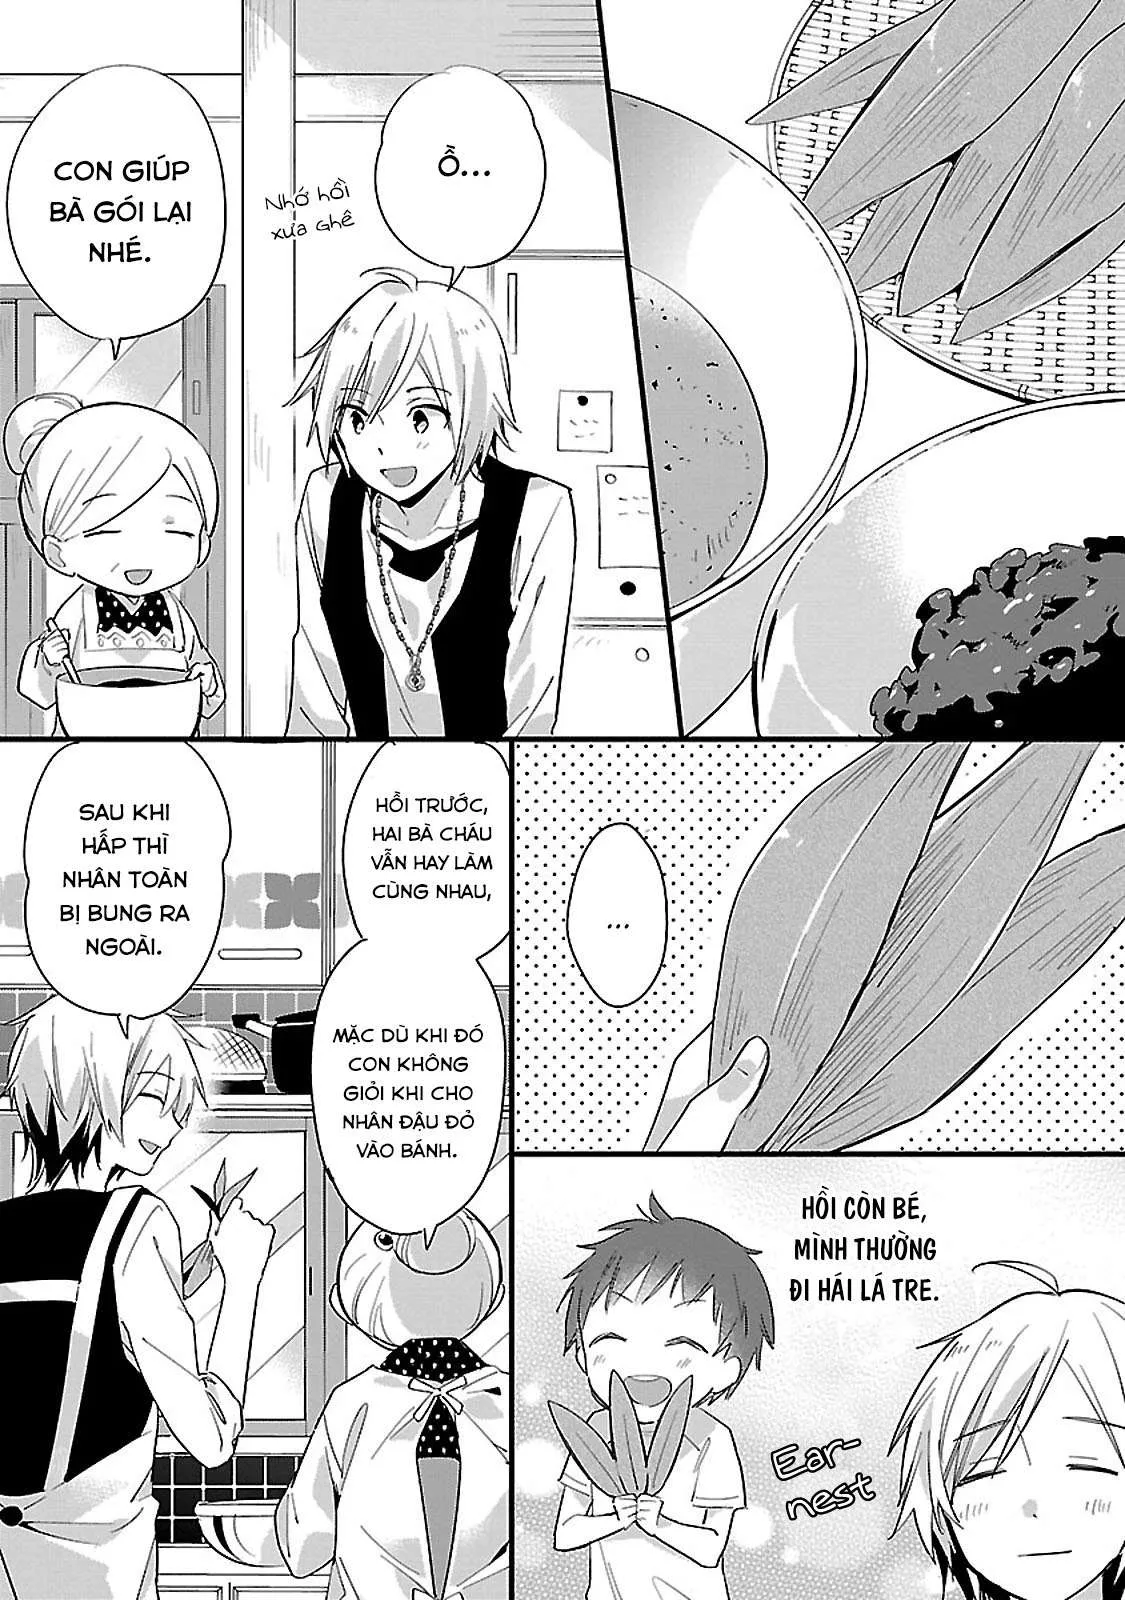 Ồ...
Nhớ hồi
xưa ghê
CON GIÚP
BÀ GÓI LẠI
NHÉ.
...
HỒI TRƯỚC,
HAI BÀ CHÁU
VẪN HAY LÀM
CÙNG NHAU,
MẶC DÙ KHI ĐÓ
CON KHÔNG
GIỎI KHI CHO
NHÂN ĐẬU ĐỎ
VÀO BÁNH.
SAU KHI
HẤP THÌ
NHÂN TOÀN
BỊ BUNG RA
NGOÀI.
HỒI CÒN BÉ,
MÌNH THƯỜNG
ĐI HÁI LÁ TRE.
Ear-
nest